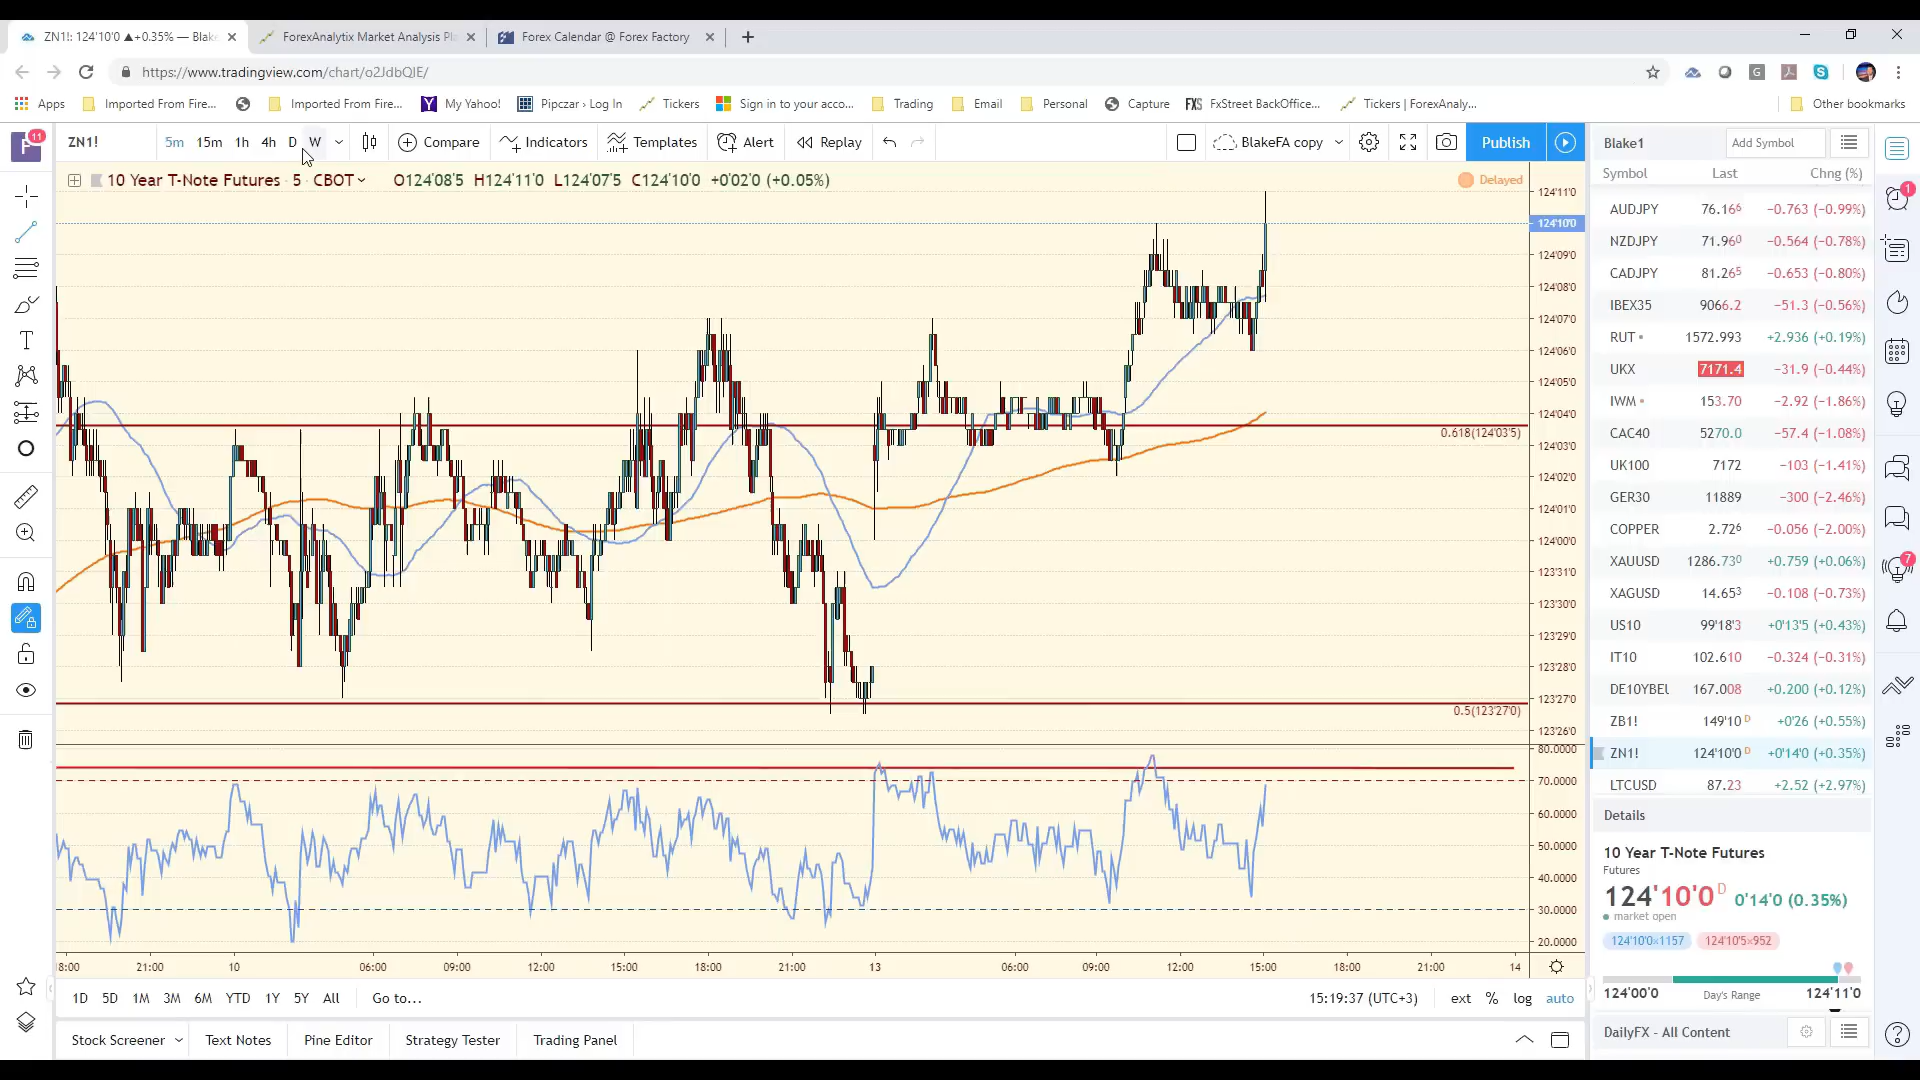 ZN1!: 124'10'0 ▲+0.35% — Blake
ForexAnalytix Market Analysis Pla
Forex Calendar @ Forex Factory
https://www.tradingview.com/chart/o2JdbQJE/
Apps
Imported From Fire...
Imported From Fire...
My Yahoo!
Pipczar › Log In
Tickers
Sign in to your acco...
Trading
Email
Personal
Capture
FXS FxStreet BackOffice...
Tickers | ForexAnaly...
Other bookmarks
F 11
ZN1!
5m 15m 1h 4h D W
Compare
Indicators
Templates
Alert
Replay
BlakeFA copy
Publish
Blake1
Add Symbol
Symbol Last Chng (%)
10 Year T-Note Futures · 5 · CBOT
O124'08'5 H124'11'0 L124'07'5 C124'10'0 +0'02'0 (+0.05%)
Delayed
124'11'0
124'10'0
124'09'0
124'08'0
124'07'0
124'06'0
124'05'0
124'04'0
124'03'0
124'02'0
124'01'0
124'00'0
123'31'0
123'30'0
123'29'0
123'28'0
123'27'0
123'26'0
0.618(124'03'5)
0.5(123'27'0)
80.0000
70.0000
60.0000
50.0000
40.0000
30.0000
20.0000
18:00 21:00 10 06:00 09:00 12:00 15:00 18:00 21:00 13 06:00 09:00 12:00 15:00 18:00 21:00 14
1D 5D 1M 3M 6M YTD 1Y 5Y All Go to...
15:19:37 (UTC+3) ext % log auto
Stock Screener
Text Notes
Pine Editor
Strategy Tester
Trading Panel
AUDJPY 76.166 −0.763 (−0.99%)
NZDJPY 71.960 −0.564 (−0.78%)
CADJPY 81.265 −0.653 (−0.80%)
IBEX35 9066.2 −51.3 (−0.56%)
RUT 1572.993 +2.936 (+0.19%)
UKX 7171.4 −31.9 (−0.44%)
IWM 153.70 −2.92 (−1.86%)
CAC40 5270.0 −57.4 (−1.08%)
UK100 7172 −103 (−1.41%)
GER30 11889 −300 (−2.46%)
COPPER 2.726 −0.056 (−2.00%)
XAUUSD 1286.730 +0.759 (+0.06%)
XAGUSD 14.653 −0.108 (−0.73%)
US10 99'18'3 +0'13'5 (+0.43%)
IT10 102.610 −0.324 (−0.31%)
DE10YBEU 167.008 +0.200 (+0.12%)
ZB1! 149'10 D +0'26 (+0.55%)
ZN1! 124'10'0 D +0'14'0 (+0.35%)
LTCUSD 87.23 +2.52 (+2.97%)
Details
10 Year T-Note Futures
Futures
124'10'0 D 0'14'0 (0.35%)
market open
124'10'0×1157 124'10'5×952
124'00'0 Day's Range 124'11'0
DailyFX - All Content
1
7